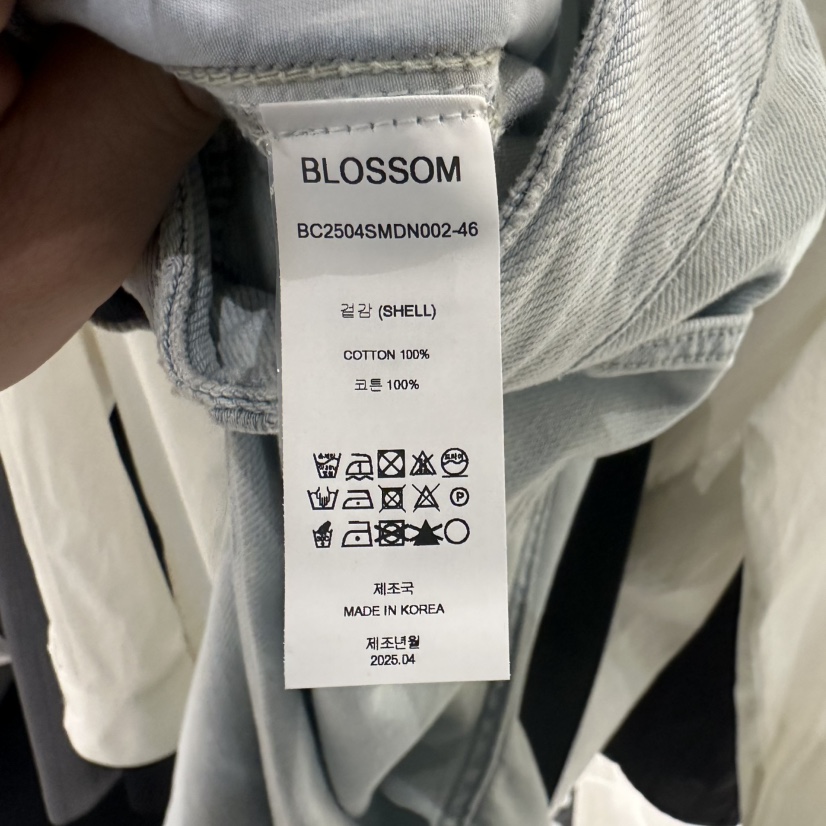 BLOSSOM
BC2504SMDN002-46
겉감 (SHELL)
COTTON 100%
코튼 100%
P
제조국
MADE IN KOREA
제조년월
2025.04